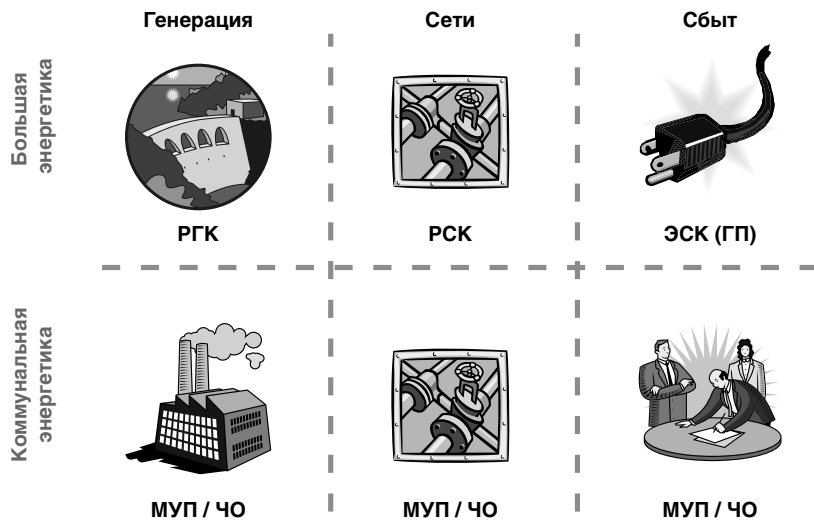 Генерация
Сети
Сбыт
Большая
энергетика
РГК
РСК
ЭСК (ГП)
Коммунальная
энергетика
МУП / ЧО
МУП / ЧО
МУП / ЧО